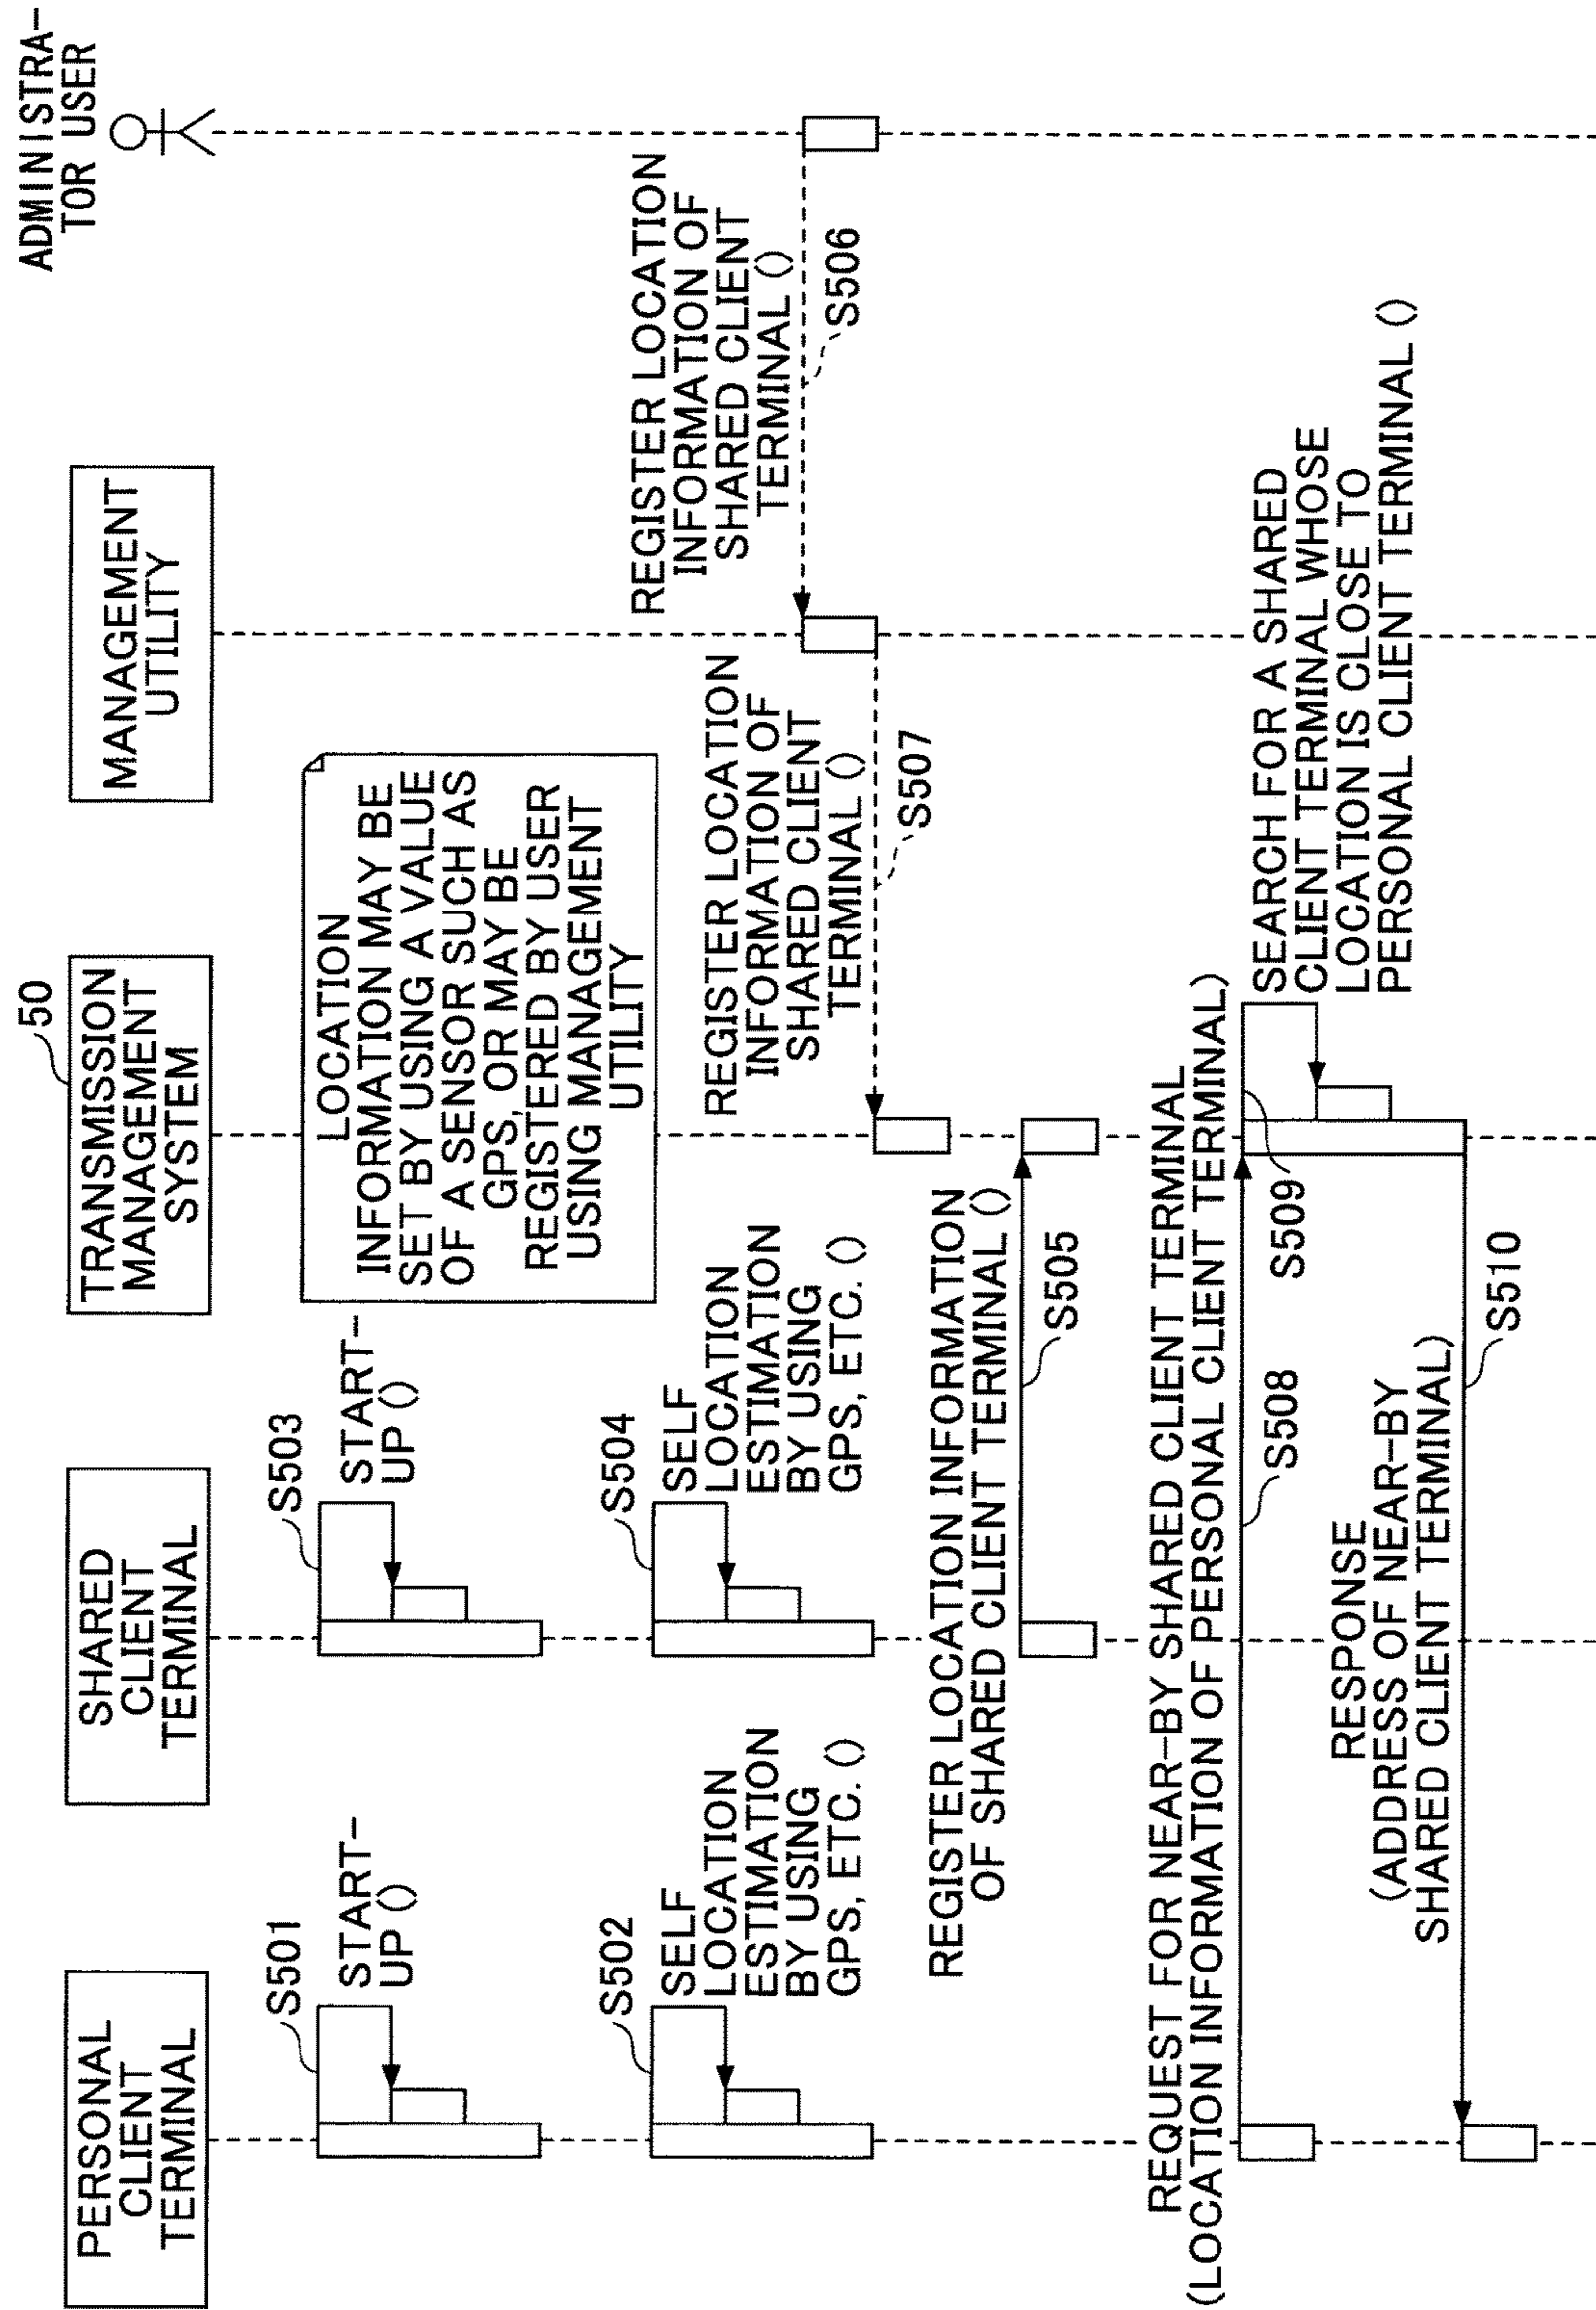 PERSONAL
CLIENT
TERMINAL
SHARED
CLIENT
TERMINAL
50
TRANSMISSION
MANAGEMENT
SYSTEM
MANAGEMENT
UTILITY
ADMINISTRA-
TOR USER
S501
START-
UP ()
S503
START-
UP ()
LOCATION
INFORMATION MAY BE
SET BY USING A VALUE
OF A SENSOR SUCH AS
GPS, OR MAY BE
REGISTERED BY USER
USING MANAGEMENT
UTILITY
S502
SELF
LOCATION
ESTIMATION
BY USING
GPS, ETC. ()
S504
SELF
LOCATION
ESTIMATION
BY USING
GPS, ETC. ()
REGISTER LOCATION
INFORMATION OF
SHARED CLIENT
TERMINAL ()
S506
REGISTER LOCATION
INFORMATION OF
SHARED CLIENT
TERMINAL ()
S507
REGISTER LOCATION INFORMATION
OF SHARED CLIENT TERMINAL ()
S505
REQUEST FOR NEAR-BY SHARED CLIENT TERMINAL
(LOCATION INFORMATION OF PERSONAL CLIENT TERMINAL)
S508
S509
SEARCH FOR A SHARED
CLIENT TERMINAL WHOSE
LOCATION IS CLOSE TO
PERSONAL CLIENT TERMINAL ()
RESPONSE
(ADDRESS OF NEAR-BY
SHARED CLIENT TERMINAL)
S510